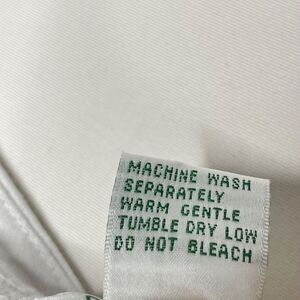 MACHINE WASH
SEPARATELY
WARM GENTLE
TUMBLE DRY LOW
DO NOT BLEACH